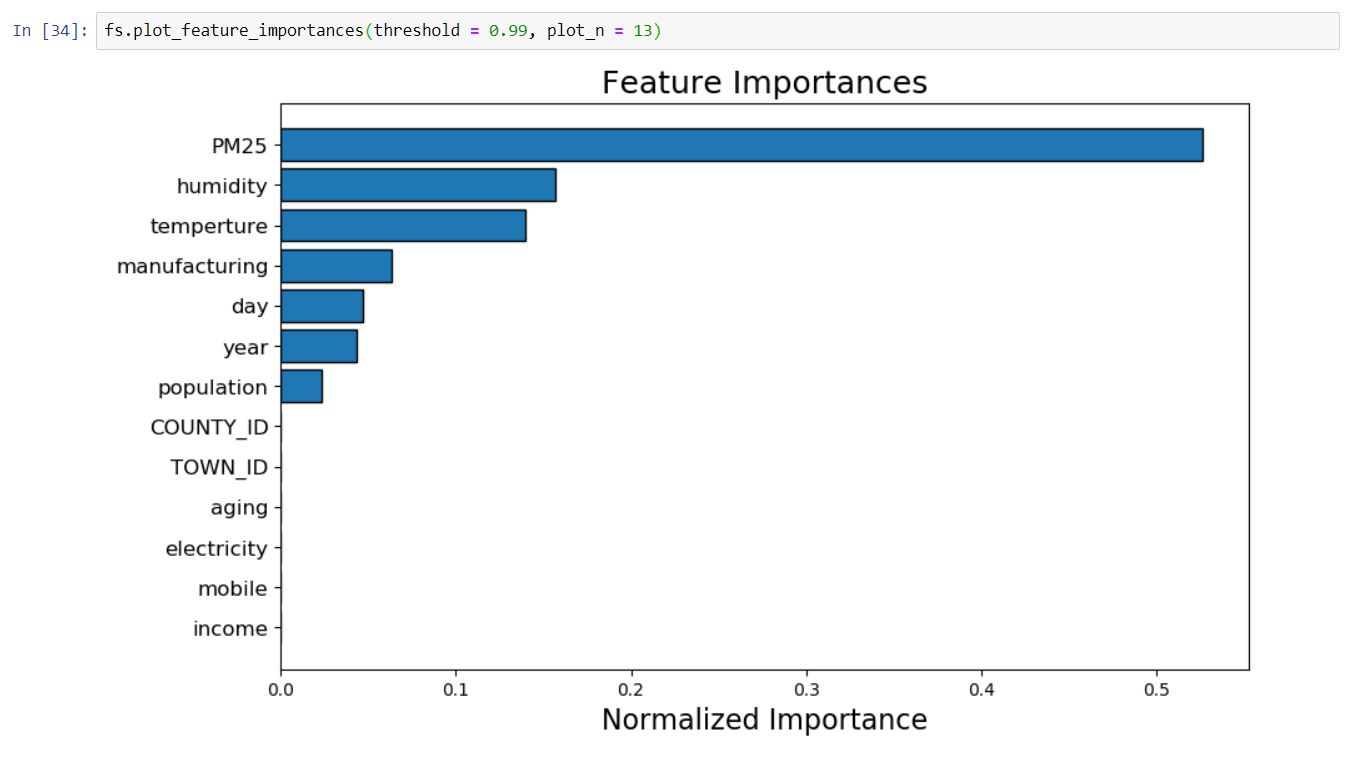 In [34]: fs.plot_feature_importances(threshold = 0.99, plot_n = 13)
Feature Importances
PM25
humidity
temperture
manufacturing
day
year
population
COUNTY_ID
TOWN_ID
aging
electricity
mobile
income
0.0 0.1 0.2 0.3 0.4 0.5
Normalized Importance